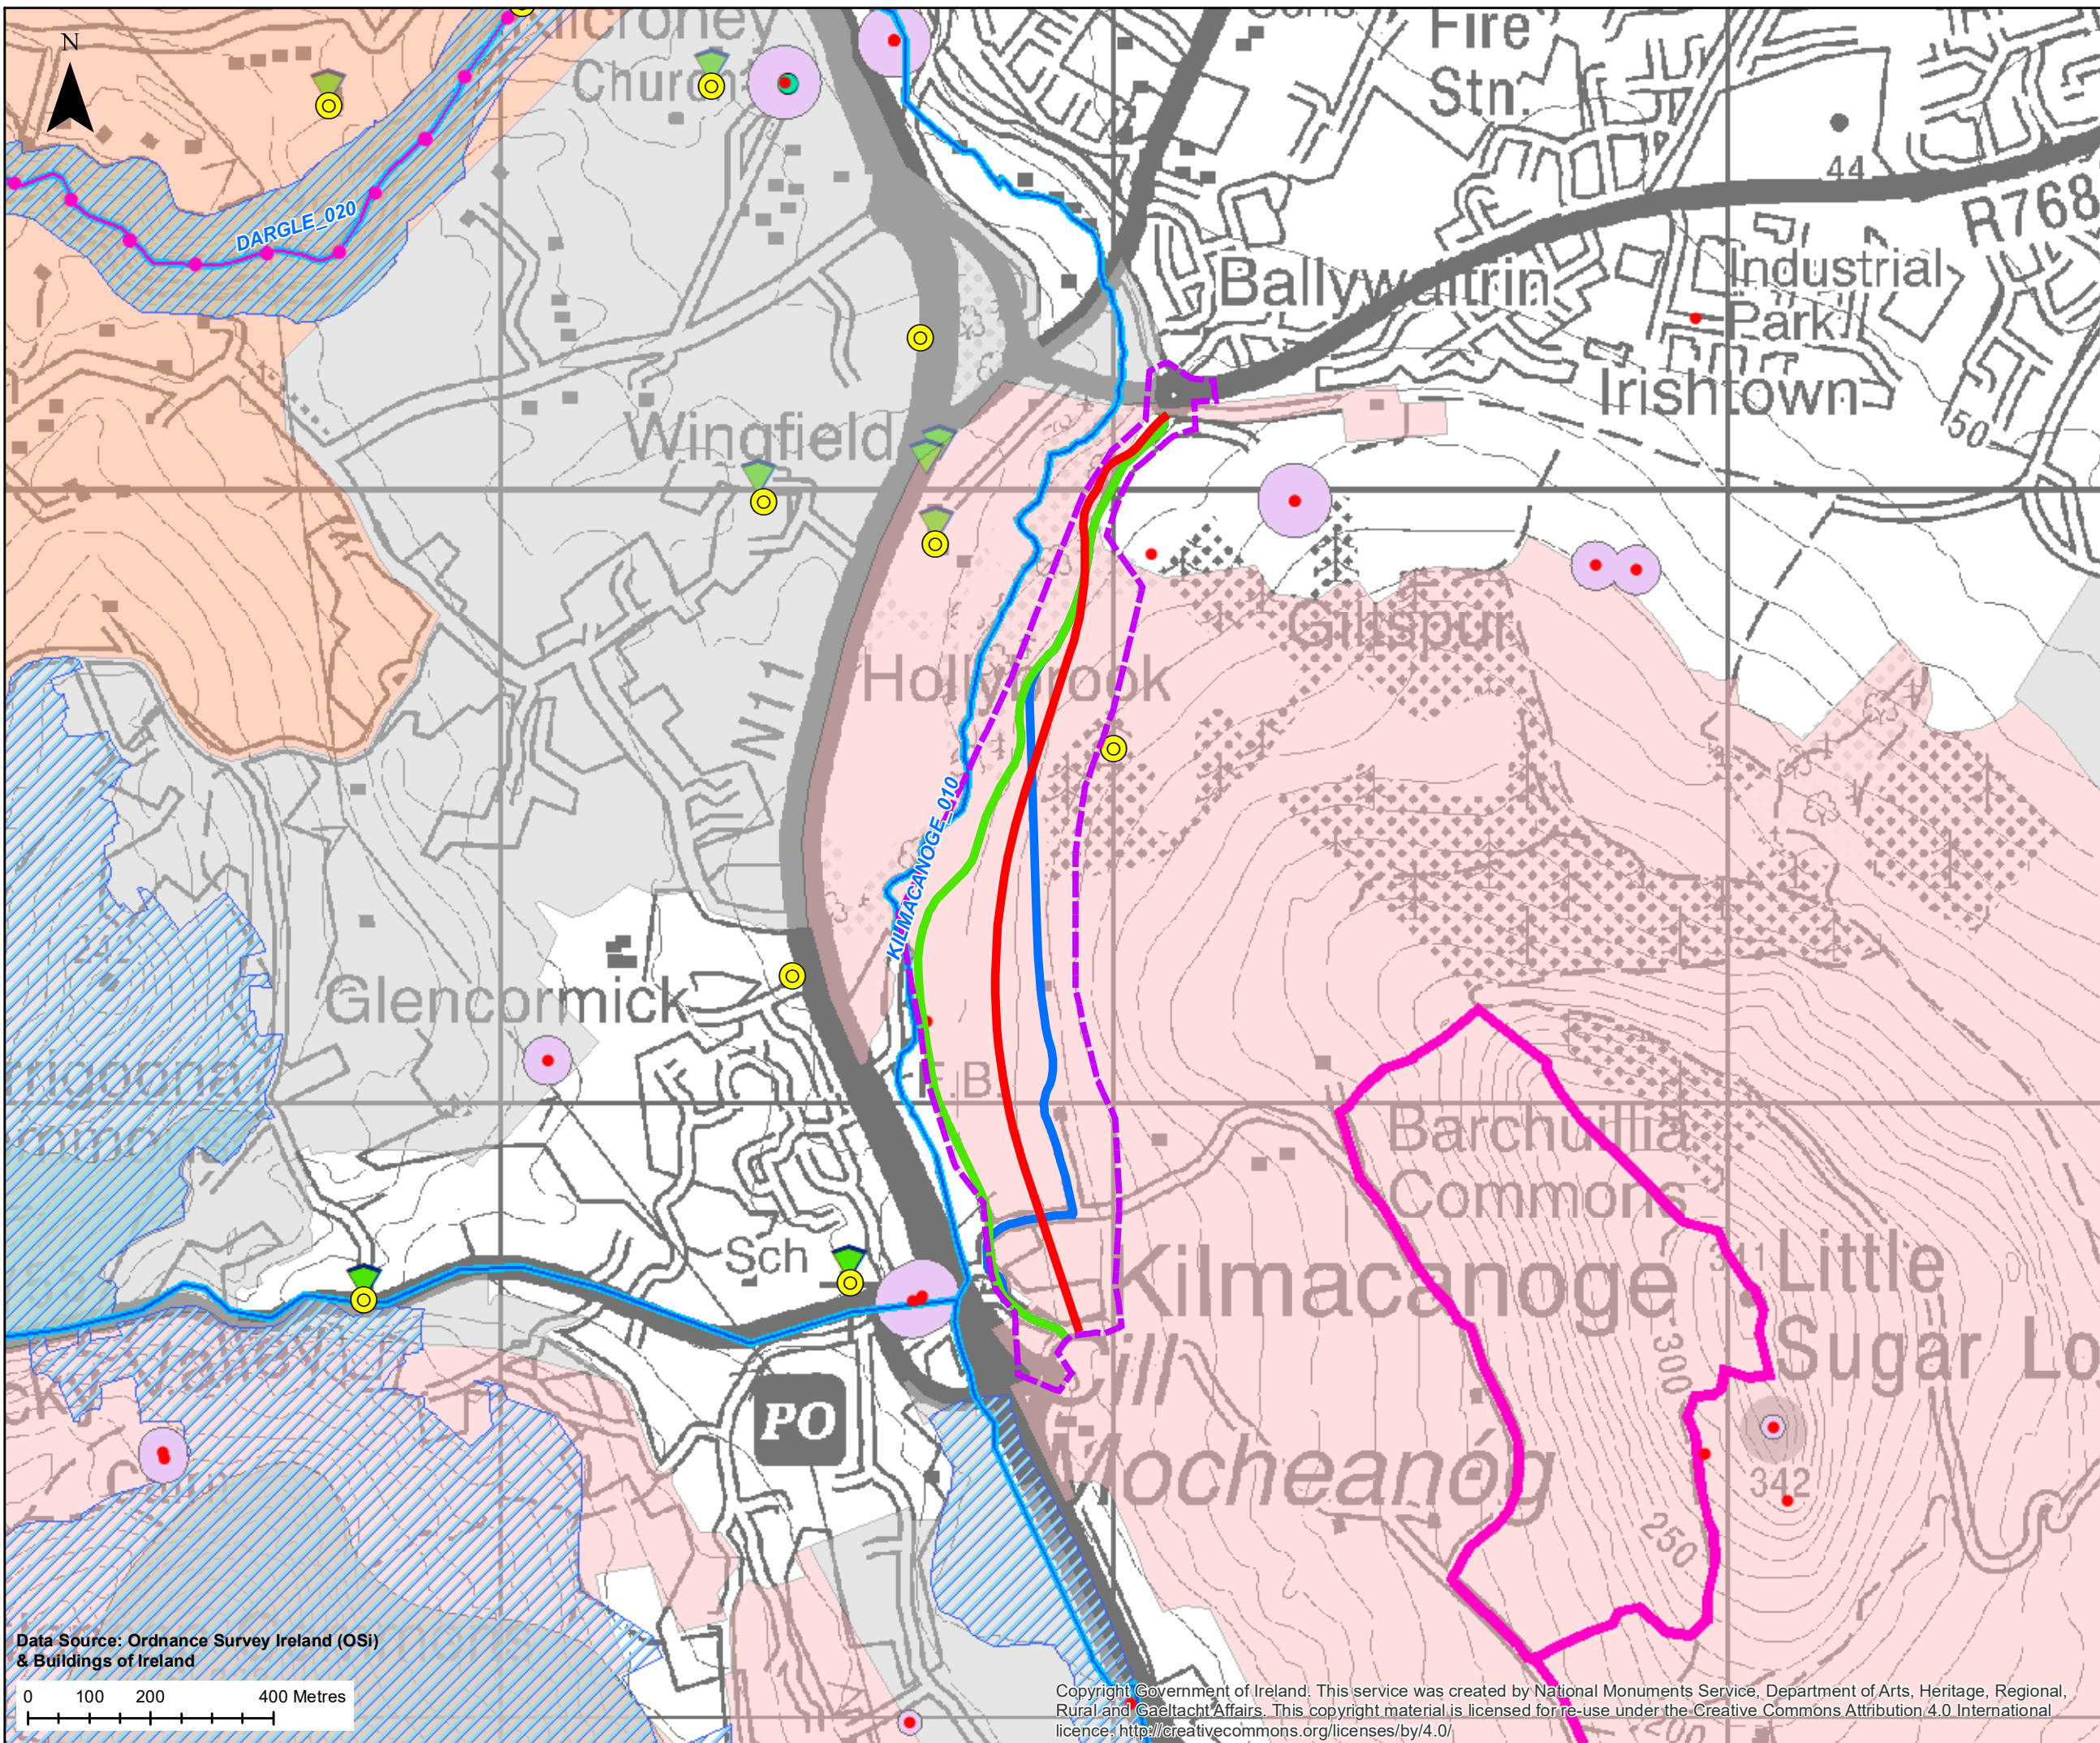 Kilcroney
Church
Fire
Stn.
N
44
R768
DARGLE_020
Ballywaltrin
Industrial
Park
Irishtown
50
Wingfield
Gillspur
Hollybrook
N11
KILMACANOGE_010
242
Glencormick
F.B.
Barchuillia
Commons
Sch
Kilmacanoge
Cill
Mocheanóg
311
Little
Sugar Lo
300
PO
342
250
200
Data Source: Ordnance Survey Ireland (OSi)
& Buildings of Ireland
0 100 200 400 Metres
Copyright Government of Ireland. This service was created by National Monuments Service, Department of Arts, Heritage, Regional,
Rural and Gaeltacht Affairs. This copyright material is licensed for re-use under the Creative Commons Attribution 4.0 International
licence. http://creativecommons.org/licenses/by/4.0/